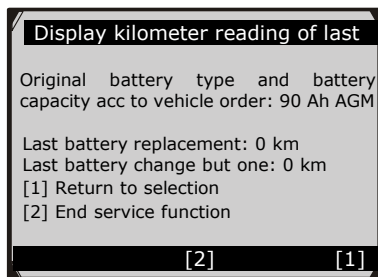 Display kilometer reading of last
Original battery type and battery
capacity acc to vehicle order: 90 Ah AGM
Last battery replacement: 0 km
Last battery change but one: 0 km
[1] Return to selection
[2] End service function
[2] [1]